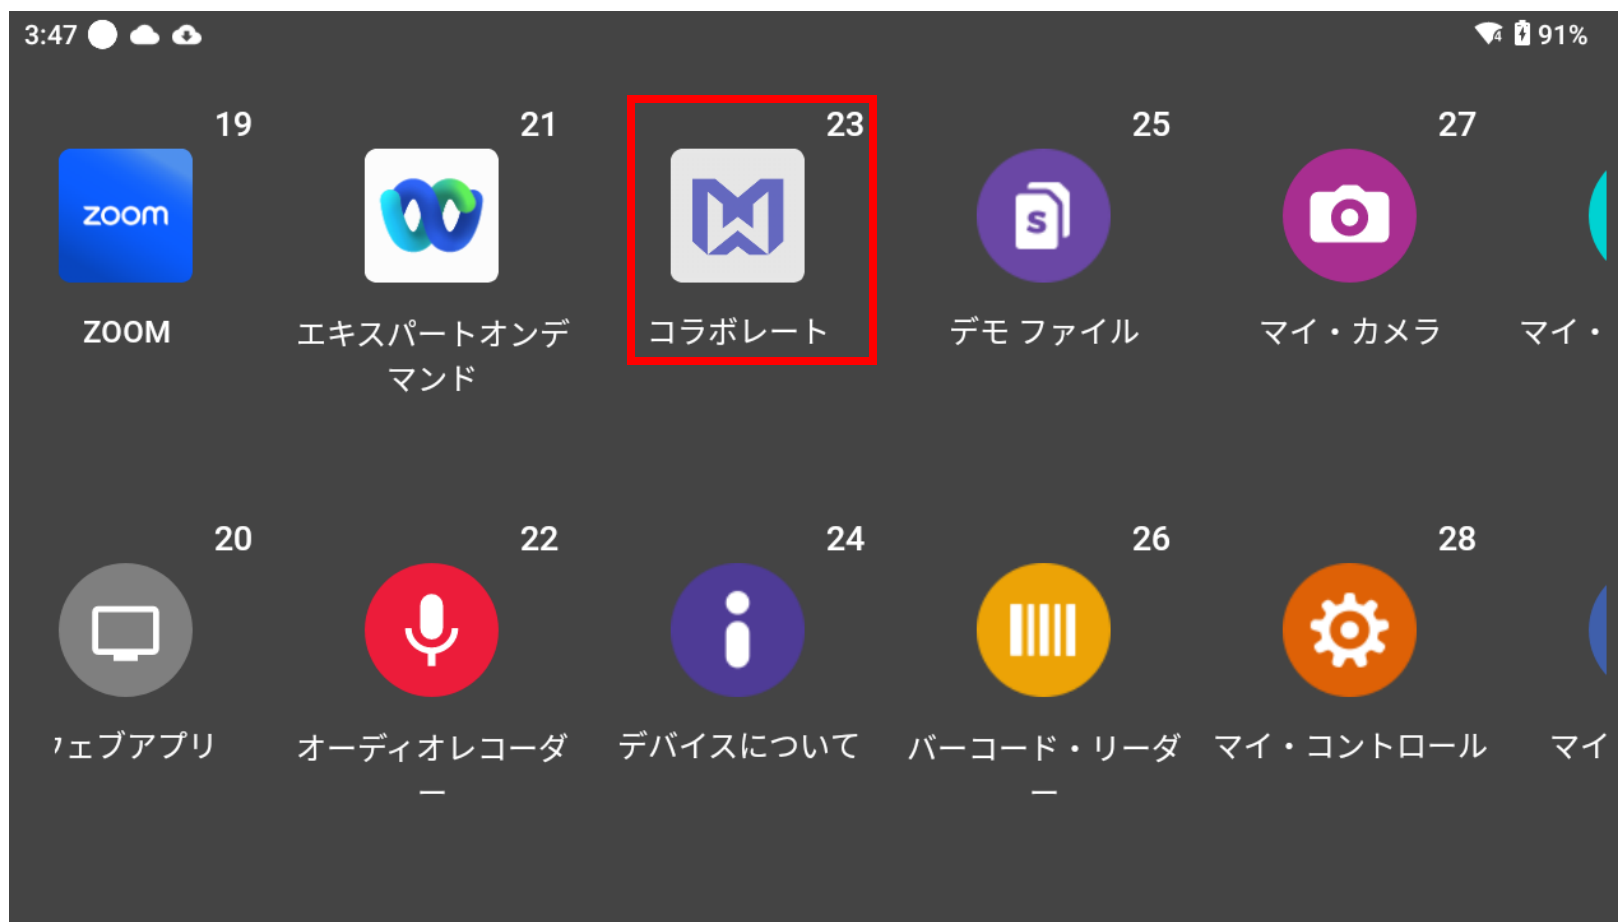 3:47
4
91%
19
21
23
25
27
zoom
S
ZOOM
エキスパートオンデ
マンド
コラボレート
デモ ファイル
マイ・カメラ
マイ・
20
22
24
26
28
ェブアプリ
オーディオレコーダ
ー
デバイスについて
バーコード・リーダ
ー
マイ・コントロール
マイ